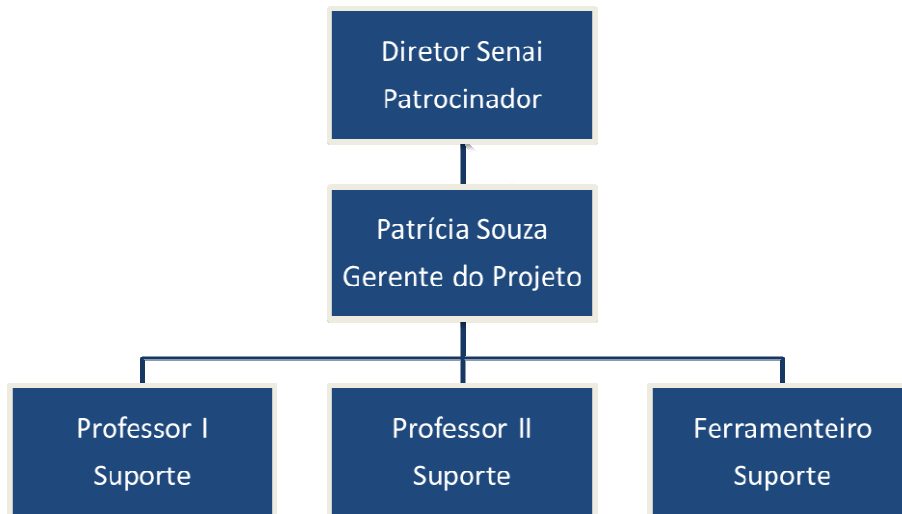 Diretor Senai
Patrocinador
Patrícia Souza
Gerente do Projeto
Professor I
Suporte
Professor II
Suporte
Ferramenteiro
Suporte